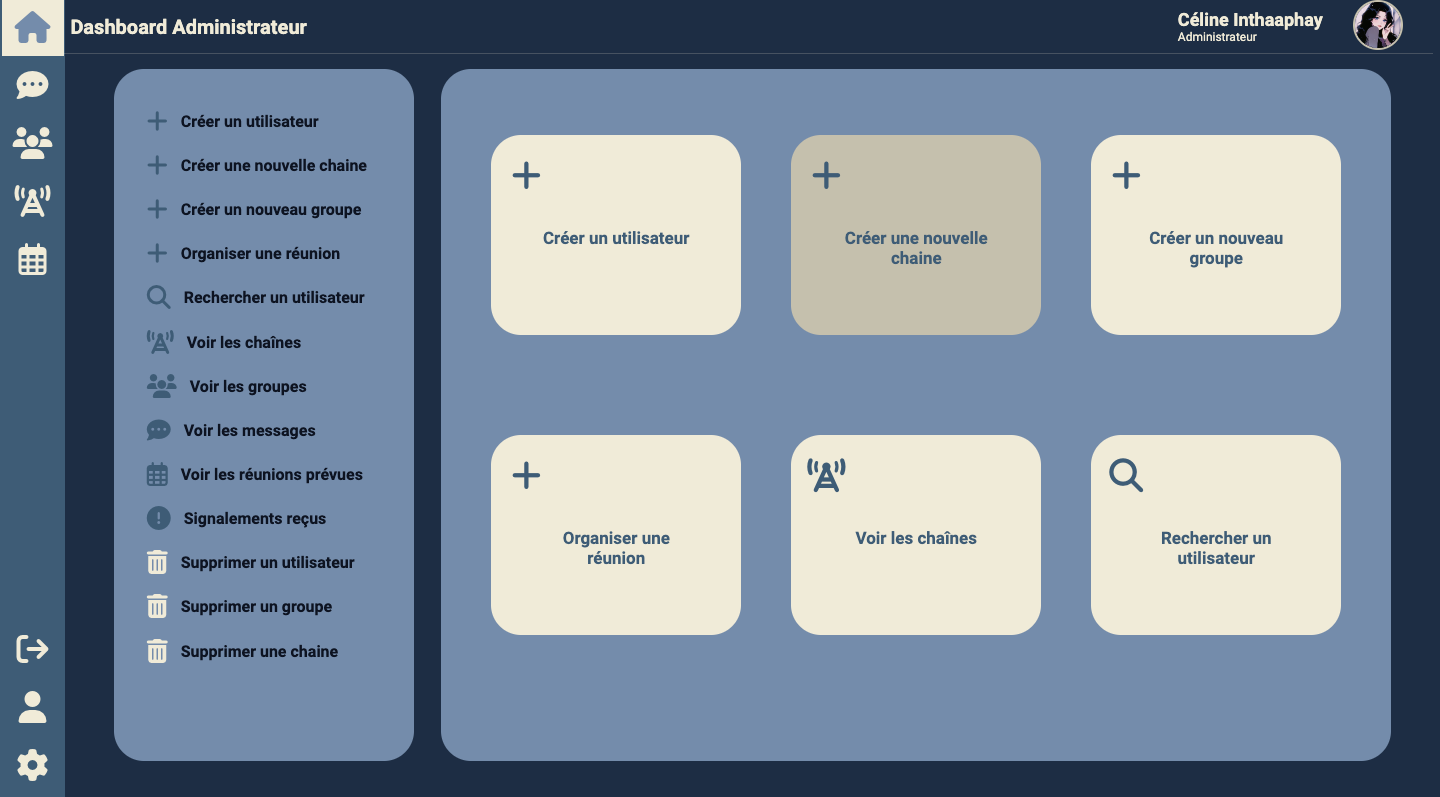 Dashboard Administrateur
Céline Inthaaphay
Administrateur
Créer un utilisateur
Créer une nouvelle chaine
Créer un nouveau groupe
Organiser une réunion
Rechercher un utilisateur
Voir les chaînes
Voir les groupes
Voir les messages
Voir les réunions prévues
Signalements reçus
Supprimer un utilisateur
Supprimer un groupe
Supprimer une chaine
Créer un utilisateur
Créer une nouvelle
chaine
Créer un nouveau
groupe
Organiser une
réunion
Voir les chaînes
Rechercher un
utilisateur